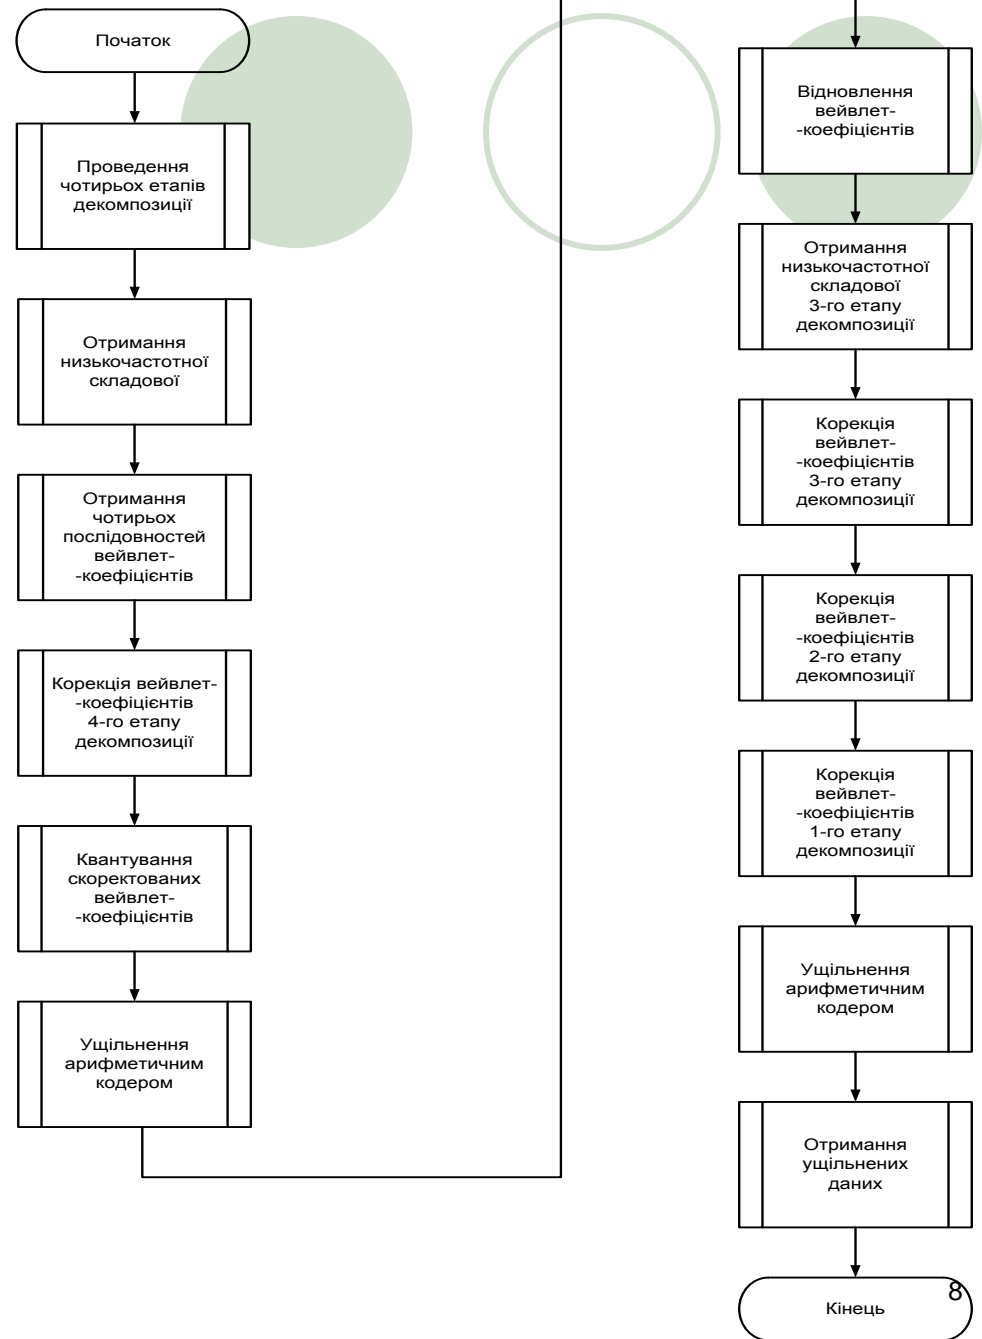 Початок
Проведення
чотирьох етапів
декомпозиції
Отримання
низькочастотної
складової
Отримання
чотирьох
послідовностей
вейвлет-
-коефіцієнтів
Корекція вейвлет-
-коефіцієнтів
4-го етапу
декомпозиції
Квантування
скоректованих
вейвлет-
-коефіцієнтів
Ущільнення
арифметичним
кодером
Відновлення
вейвлет-
-коефіцієнтів
Отримання
низькочастотної
складової
3-го етапу
декомпозиції
Корекція
вейвлет-
-коефіцієнтів
3-го етапу
декомпозиції
Корекція
вейвлет-
-коефіцієнтів
2-го етапу
декомпозиції
Корекція
вейвлет-
-коефіцієнтів
1-го етапу
декомпозиції
Ущільнення
арифметичним
кодером
Отримання
ущільнених
даних
Кінець
8